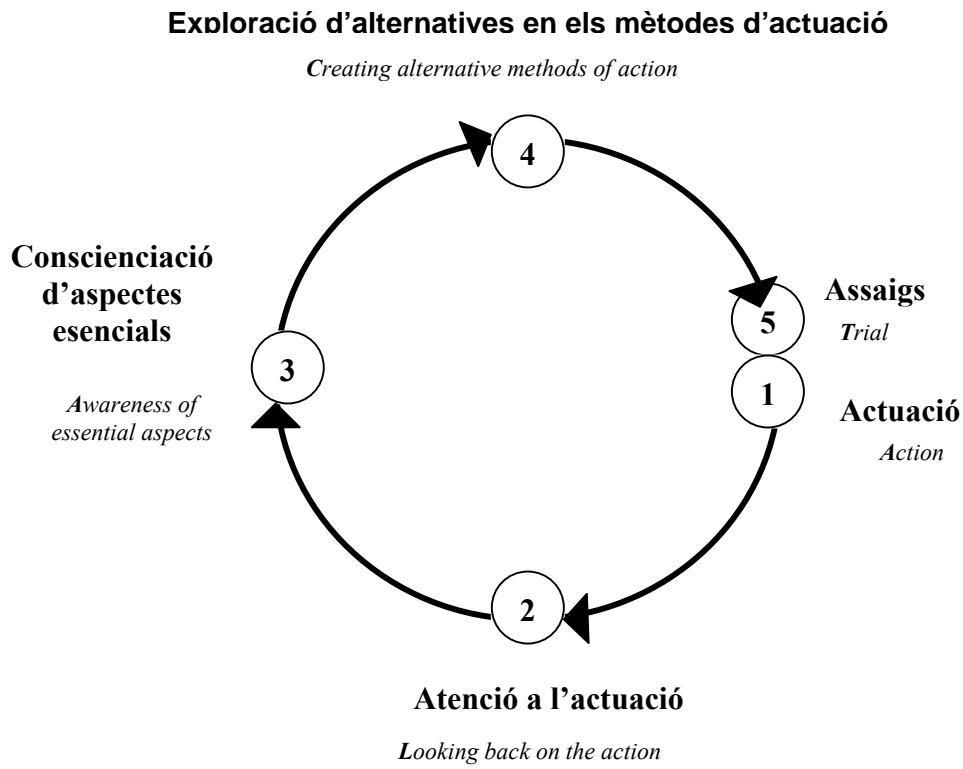 Exploració d'alternatives en els mètodes d'actuació
Creating alternative methods of action
4
Conscienciació
d'aspectes
esencials
Assaigs
5
Trial
3
1
Awareness of
essential aspects
Actuació
Action
2
Atenció a l'actuació
Looking back on the action